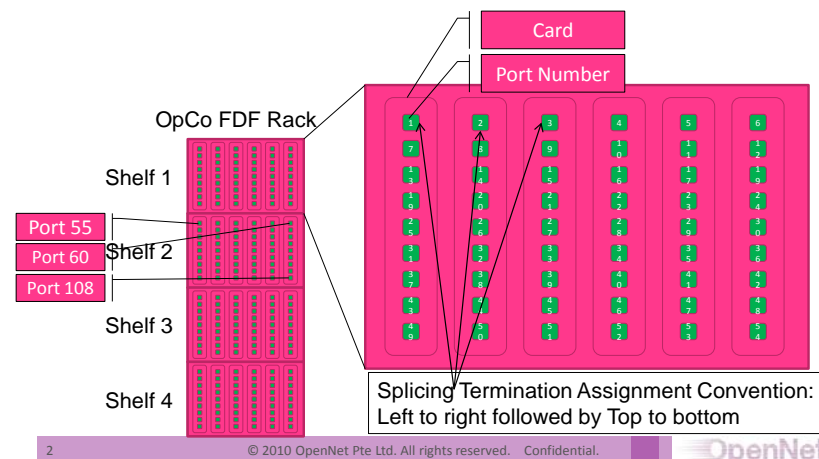 Card
Port Number
OpCo FDF Rack
Shelf 1
Shelf 2
Shelf 3
Shelf 4
Port 55
Port 60
Port 108
1 2 3 4 5 6
7 8 9 10 11 12
13 14 15 16 17 19
19 20 21 22 23 24
25 26 27 28 29 30
31 32 33 34 35 36
37 38 39 40 41 42
43 44 45 46 47 48
49 50 51 52 53 54
Splicing Termination Assignment Convention:
Left to right followed by Top to bottom
2
© 2010 OpenNet Pte Ltd. All rights reserved. Confidential.
OpenNet